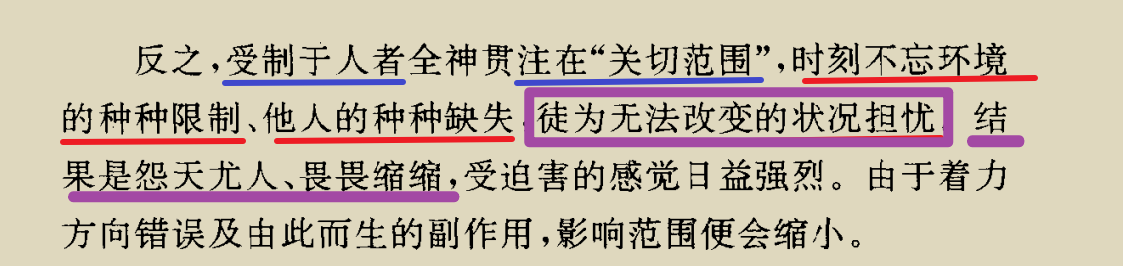 反之,受制于人者全神贯注在“关切范围”,时刻不忘环境
的种种限制、他人的种种缺失,徒为无法改变的状况担忧。结
果是怨天尤人、畏畏缩缩,受迫害的感觉日益强烈。由于着力
方向错误及由此而生的副作用,影响范围便会缩小。